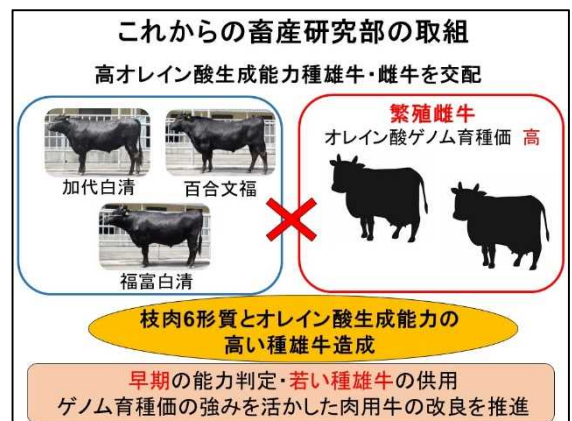 これからの畜産研究部の取組
高オレイン酸生成能力種雄牛・雌牛を交配
加代白清
百合文福
福富白清
繁殖雌牛
オレイン酸ゲノム育種価 高
枝肉6形質とオレイン酸生成能力の
高い種雄牛造成
早期の能力判定・若い種雄牛の供用
ゲノム育種価の強みを活かした肉用牛の改良を推進